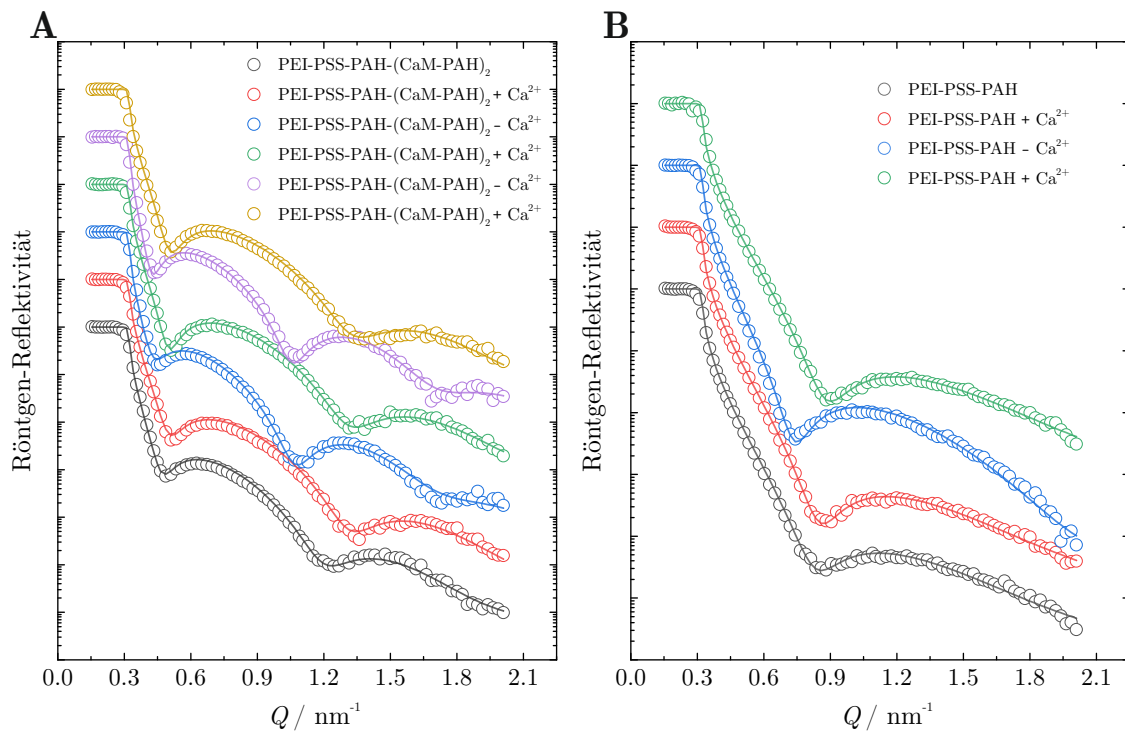 A
PEI-PSS-PAH-(CaM-PAH)₂
PEI-PSS-PAH-(CaM-PAH)₂ + Ca²⁺
PEI-PSS-PAH-(CaM-PAH)₂ – Ca²⁺
PEI-PSS-PAH-(CaM-PAH)₂ + Ca²⁺
PEI-PSS-PAH-(CaM-PAH)₂ – Ca²⁺
PEI-PSS-PAH-(CaM-PAH)₂ + Ca²⁺
Röntgen-Reflektivität
0.0 0.3 0.6 0.9 1.2 1.5 1.8 2.1
Q / nm⁻¹
B
PEI-PSS-PAH
PEI-PSS-PAH + Ca²⁺
PEI-PSS-PAH – Ca²⁺
PEI-PSS-PAH + Ca²⁺
Röntgen-Reflektivität
0.0 0.3 0.6 0.9 1.2 1.5 1.8 2.1
Q / nm⁻¹